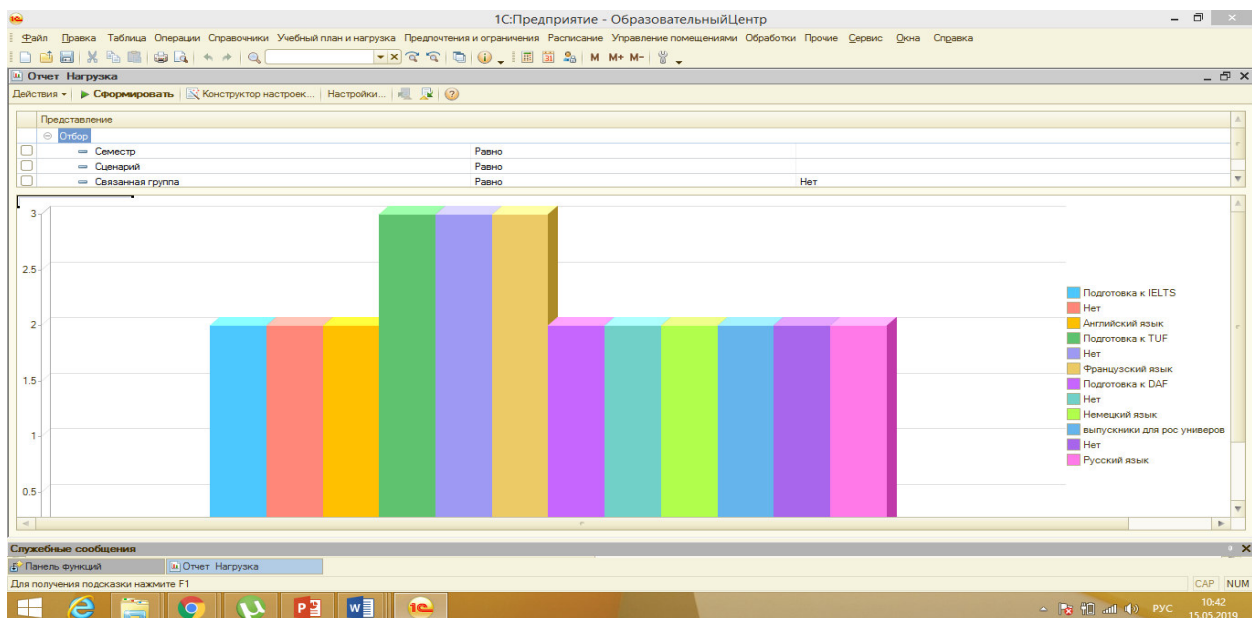 1С:Предприятие - ОбразовательныйЦентр
Файл Правка Таблица Операции Справочники Учебный план и нагрузка Предпочтения и ограничения Расписание Управление помещениями Обработки Прочие Сервис Окна Справка
M M+ M-
Отчет Нагрузка
Действия Сформировать Конструктор настроек... Настройки...
Представление
Отбор
Семестр Равно
Сценарий Равно
Связанная группа Равно Нет
3
2.5
2
1.5
1
0.5
Подготовка к IELTS
Нет
Английский язык
Подготовка к TUF
Нет
Французский язык
Подготовка к DAF
Нет
Немецкий язык
выпускники для рос универов
Нет
Русский язык
Служебные сообщения
Панель функций Отчет Нагрузка
Для получения подсказки нажмите F1 CAP NUM
РУС 10:42
15.05.2019